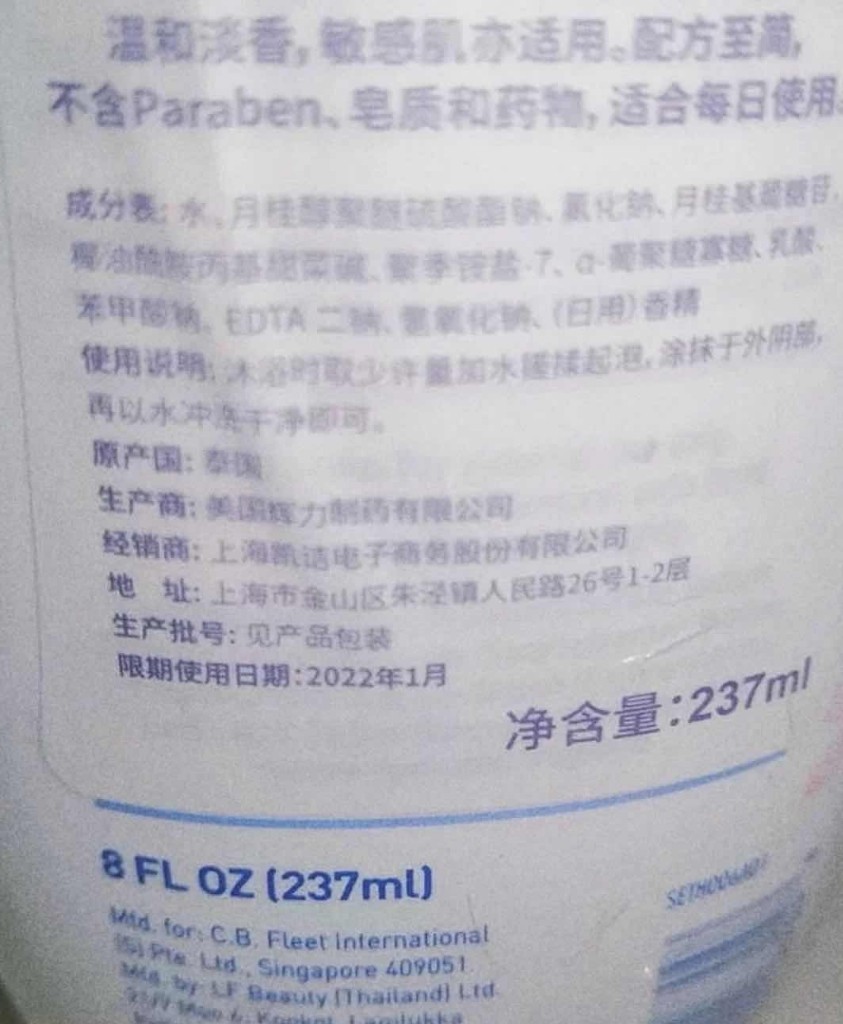 温和淡香，敏感肌亦适用。配方至简，
不含Paraben、皂质和药物，适合每日使用。
成分表：水、月桂醇聚醚硫酸酯钠、氯化钠、月桂基葡糖苷、
椰油酰胺丙基甜菜碱、聚季铵盐-7、α-葡聚糖寡糖、乳酸、
苯甲酸钠、EDTA 二钠、氢氧化钠、（日用）香精
使用说明：沐浴时取少许量加水搓揉起泡，涂抹于外阴部，
再以水冲洗干净即可。
原产国：泰国
生产商：美国辉力制药有限公司
经销商：上海凯洁电子商务股份有限公司
地 址：上海市金山区朱泾镇人民路26号1-2层
生产批号：见产品包装
限期使用日期：2022年1月
净含量：237ml
8 FL OZ (237ml)
Mfd. for: C.B. Fleet International
(S) Pte. Ltd., Singapore 409051
Mfd. by: LF Beauty (Thailand) Ltd.
Lamlukka